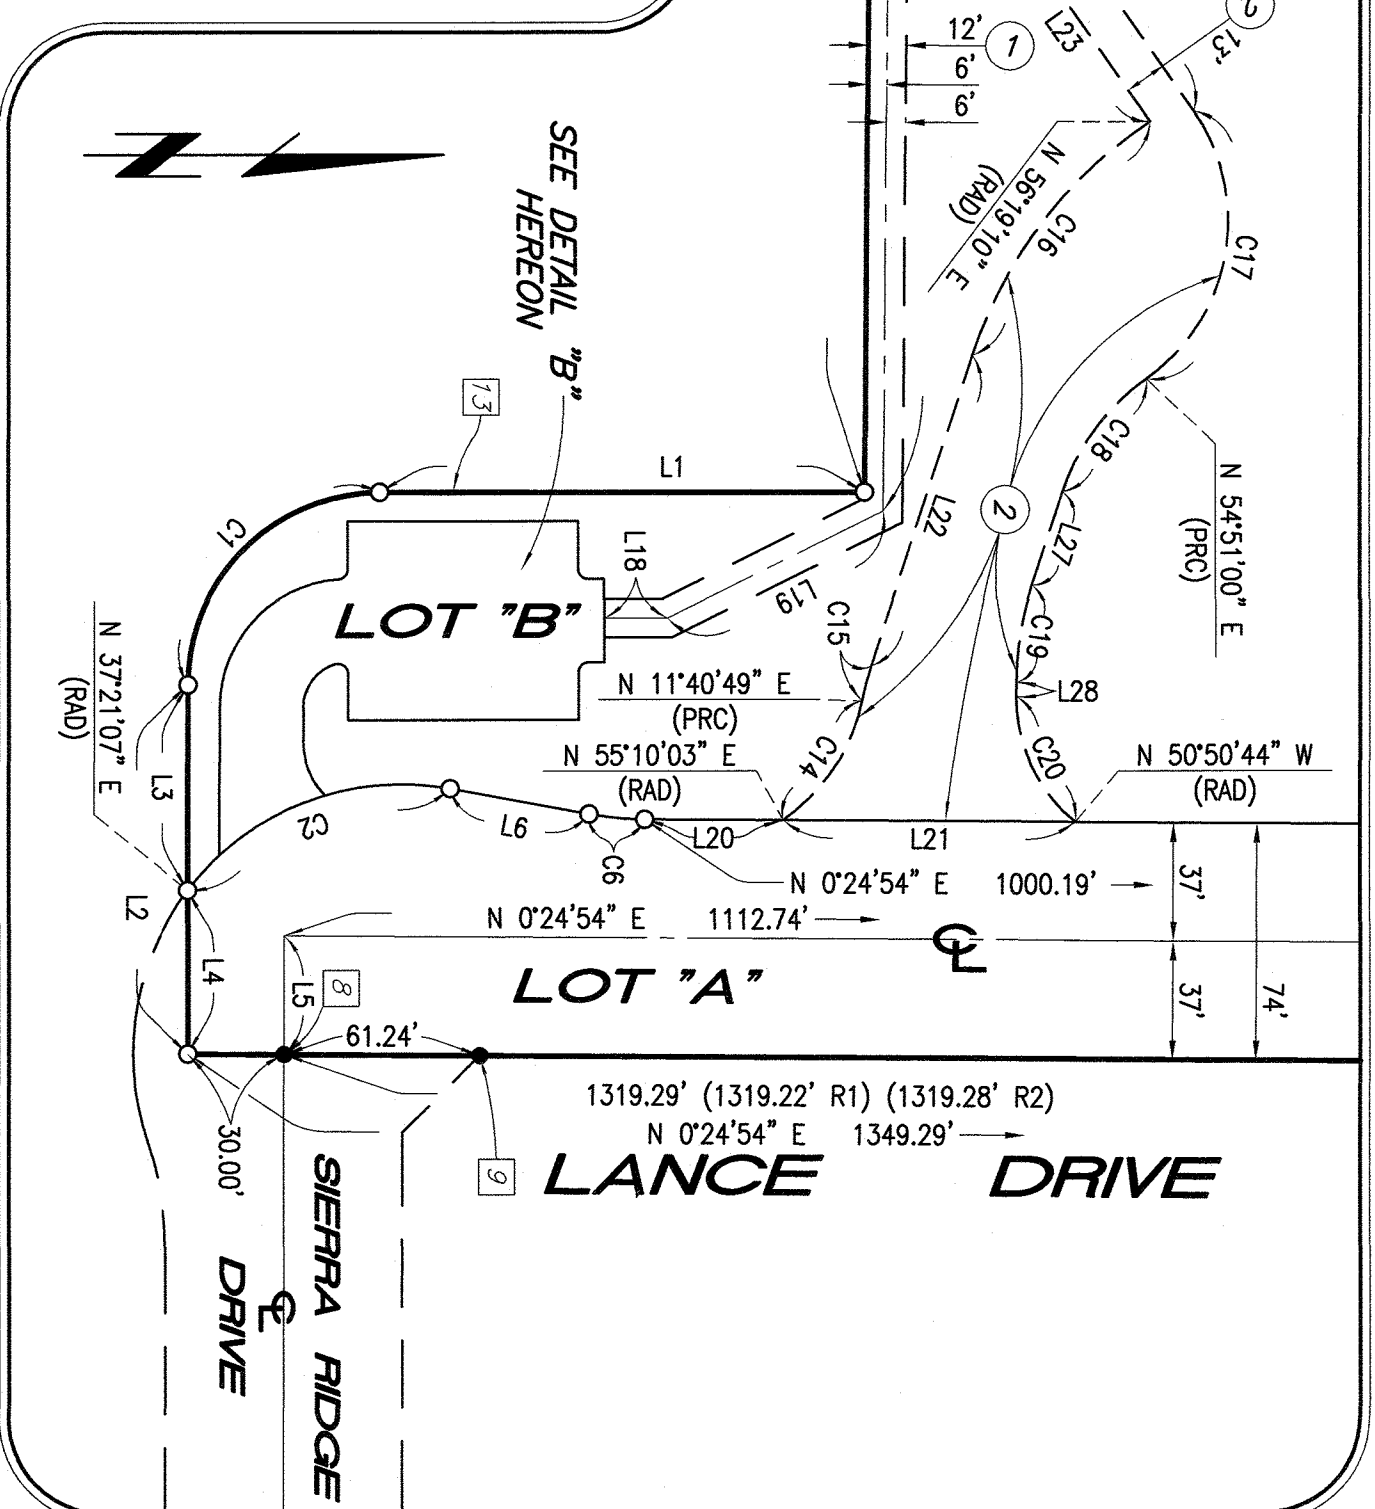 12'
1
6'
6'
L23
2
13'
N 56°19'10" E
(RAD)
C16
C17
SEE DETAIL "B"
HEREON
13
L1
C18
N 54°51'00" E
(PRC)
L22
2
L27
C1
L18
L19
C15
C19
LOT "B"
N 11°40'49" E
(PRC)
L28
N 37°21'07" E
(RAD)
L3
C14
C20
N 55°10'03" E
(RAD)
N 50°50'44" W
(RAD)
C2
L6
C6
L20
L21
N 0°24'54" E 1000.19'
37'
L2
N 0°24'54" E 1112.74'
CL
L4
L5
8
LOT "A"
37'
74'
61.24'
1319.29' (1319.22' R1) (1319.28' R2)
N 0°24'54" E 1349.29'
30.00'
9
LANCE DRIVE
SIERRA RIDGE
DRIVE
CL